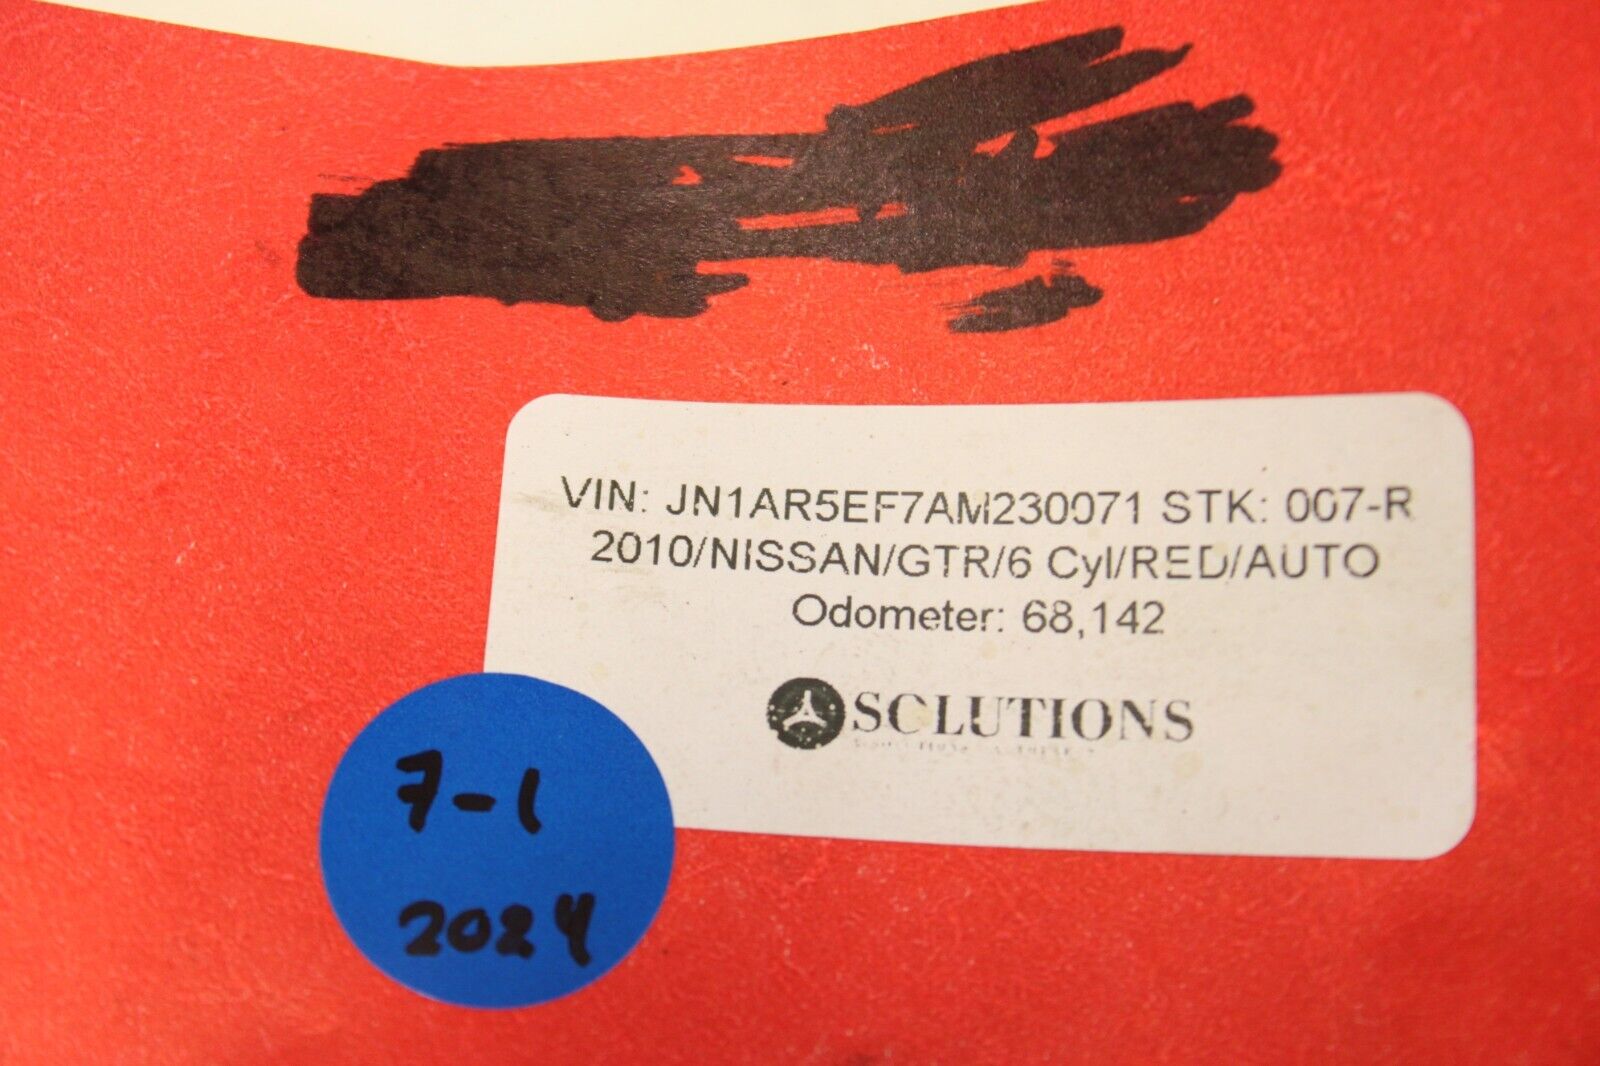 VIN: JN1AR5EF7AM230071 STK: 007-R
2010/NISSAN/GTR/6 Cyl/RED/AUTO
Odometer: 68,142
SOLUTIONS
7-1
2024